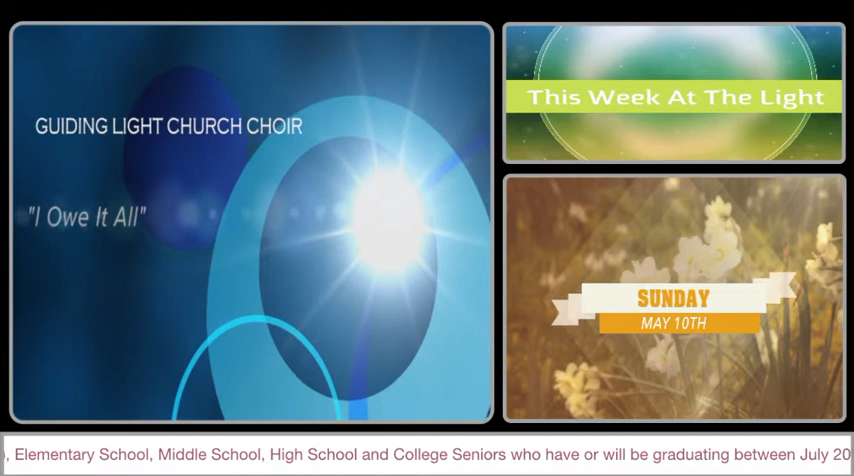 GUIDING LIGHT CHURCH CHOIR
"I Owe It All"
This Week At The Light
SUNDAY
MAY 10TH
, Elementary School, Middle School, High School and College Seniors who have or will be graduating between July 20